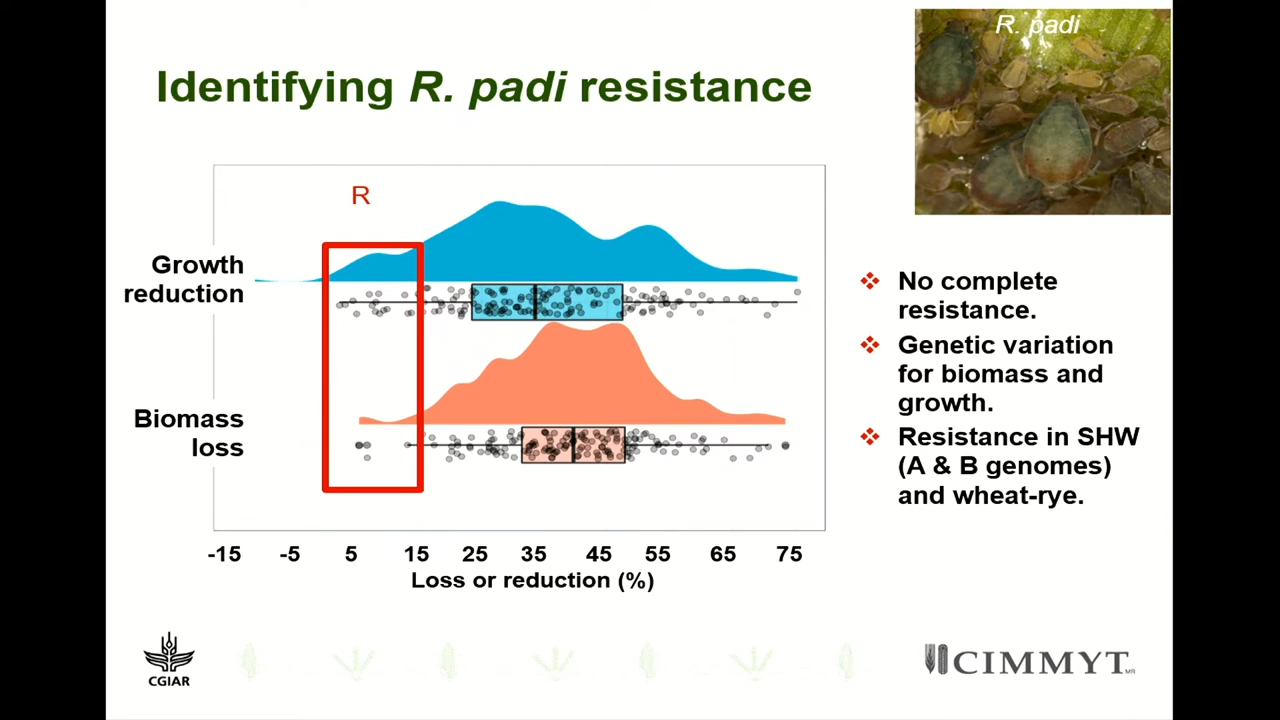 R. padi
Identifying R. padi resistance
R
Growth
reduction
Biomass
loss
-15 -5 5 15 25 35 45 55 65 75
Loss or reduction (%)
❖ No complete
resistance.
❖ Genetic variation
for biomass and
growth.
❖ Resistance in SHW
(A & B genomes)
and wheat-rye.
CGIAR
CIMMYT